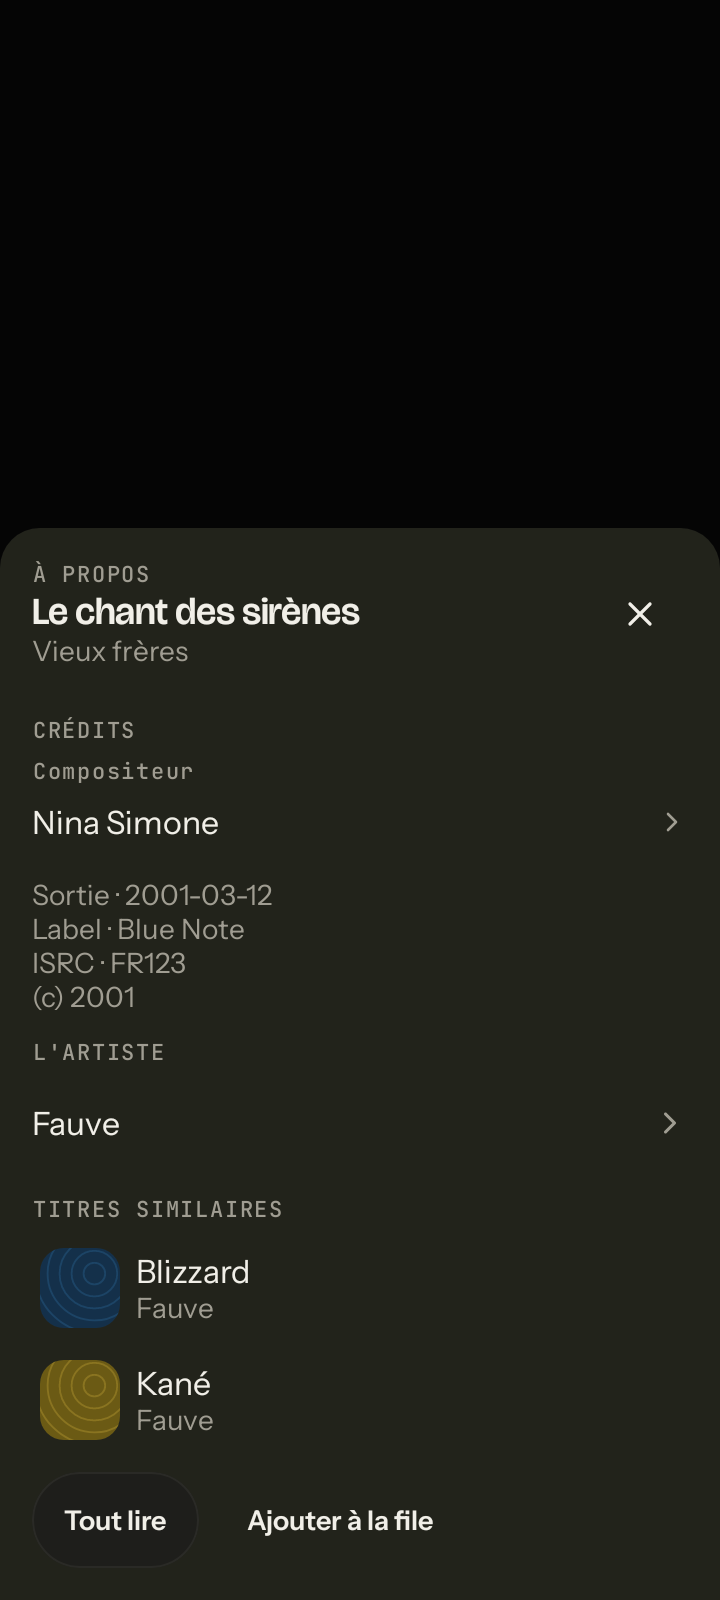 À PROPOS
Le chant des sirènes
Vieux frères
CRÉDITS
Compositeur
Nina Simone
Sortie · 2001-03-12
Label · Blue Note
ISRC · FR123
(c) 2001
L'ARTISTE
Fauve
TITRES SIMILAIRES
Blizzard
Fauve
Kané
Fauve
Tout lire
Ajouter à la file